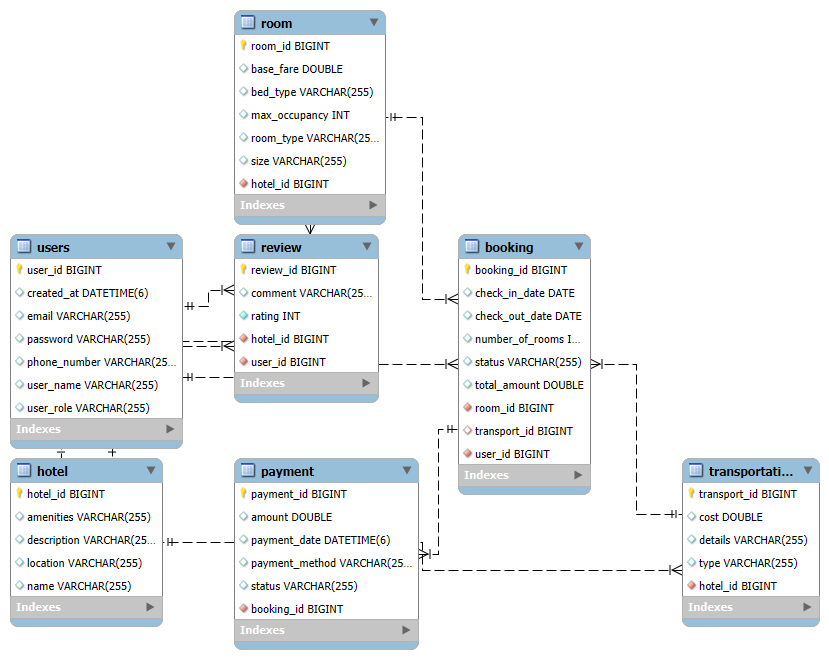 room
room_id BIGINT
base_fare DOUBLE
bed_type VARCHAR(255)
max_occupancy INT
room_type VARCHAR(25...
size VARCHAR(255)
hotel_id BIGINT
Indexes
users
user_id BIGINT
created_at DATETIME(6)
email VARCHAR(255)
password VARCHAR(255)
phone_number VARCHAR(25...
user_name VARCHAR(255)
user_role VARCHAR(255)
Indexes
review
review_id BIGINT
comment VARCHAR(25...
rating INT
hotel_id BIGINT
user_id BIGINT
Indexes
booking
booking_id BIGINT
check_in_date DATE
check_out_date DATE
number_of_rooms I...
status VARCHAR(255)
total_amount DOUBLE
room_id BIGINT
transport_id BIGINT
user_id BIGINT
Indexes
hotel
hotel_id BIGINT
amenities VARCHAR(255)
description VARCHAR(25...
location VARCHAR(255)
name VARCHAR(255)
Indexes
payment
payment_id BIGINT
amount DOUBLE
payment_date DATETIME(6)
payment_method VARCHAR(25...
status VARCHAR(255)
booking_id BIGINT
Indexes
transportati...
transport_id BIGINT
cost DOUBLE
details VARCHAR(255)
type VARCHAR(255)
hotel_id BIGINT
Indexes